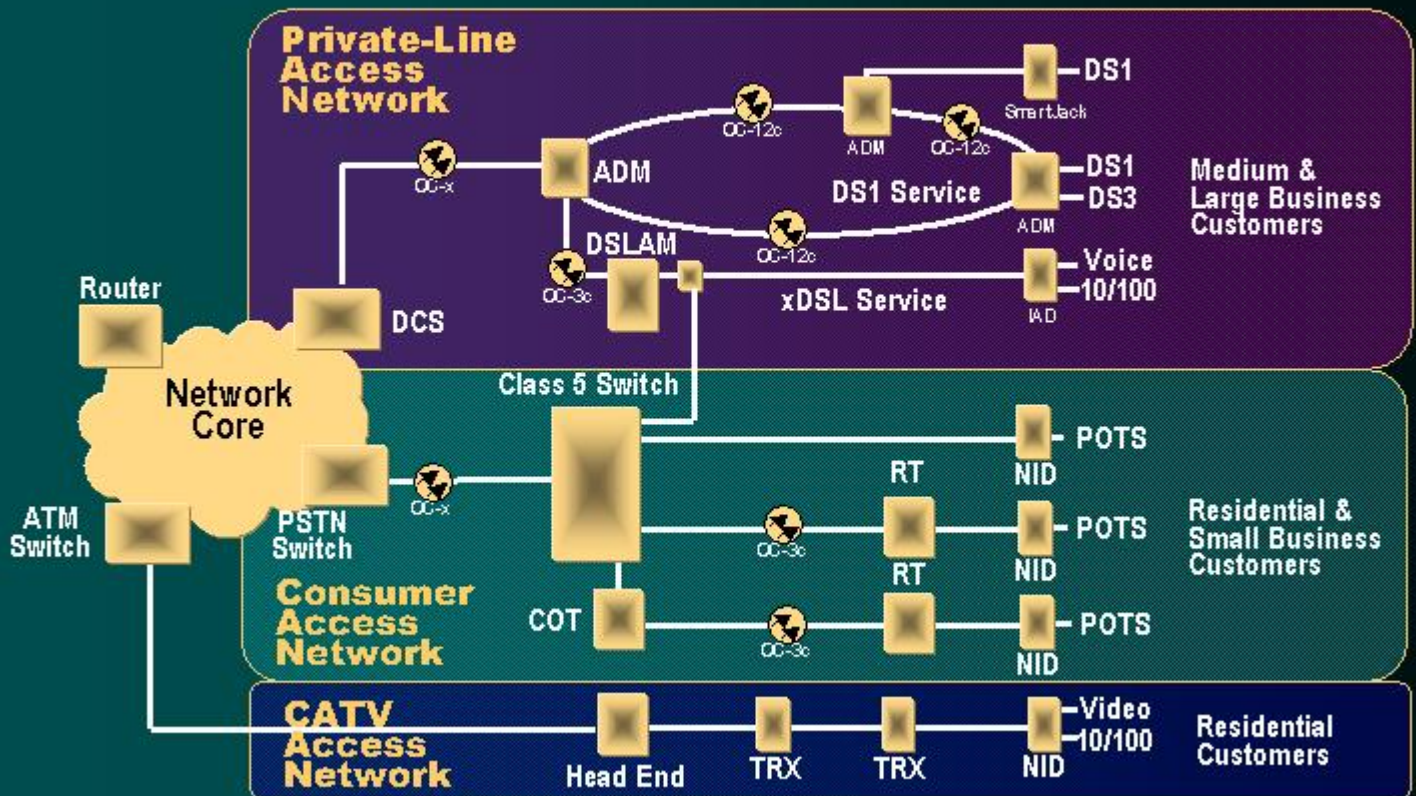 Private-Line
Access
Network
DS1
SmartJack
OC-12c
ADM
OC-12c
OC-x
ADM
DS1 Service
DS1
DS3
ADM
Medium &
Large Business
Customers
DSLAM
OC-12c
OC-3c
xDSL Service
Voice
10/100
IAD
Router
DCS
Network
Core
Class 5 Switch
POTS
NID
RT
OC-x
ATM
Switch
PSTN
Switch
OC-3c
POTS
NID
Residential &
Small Business
Customers
RT
Consumer
Access
Network
COT
OC-3c
POTS
NID
CATV
Access
Network
Head End
TRX
TRX
Video
10/100
NID
Residential
Customers